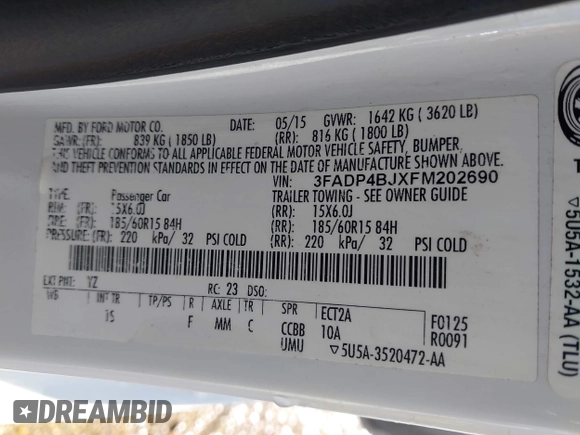 MFD. BY FORD MOTOR CO.
DATE: 05/15 GVWR: 1642 KG ( 3620 LB)
GAWR: (FR): 839 KG ( 1850 LB) (RR): 816 KG ( 1800 LB)
THIS VEHICLE CONFORMS TO ALL APPLICABLE FEDERAL MOTOR VEHICLE SAFETY, BUMPER,
AND THEFT PREVENTION STANDARDS IN EFFECT ON THE DATE OF MANUFACTURE SHOWN ABOVE.
VIN: 3FADP4BJXFM202690
TYPE: Passenger Car TRAILER TOWING - SEE OWNER GUIDE
RIM: (FR): 15X6.0J (RR): 15X6.0J
TIRE: (FR): 185/60R15 84H (RR): 185/60R15 84H
PRESSURE: (FR): 220 kPa/ 32 PSI COLD (RR): 220 kPa/ 32 PSI COLD
EXT PNT: YZ RC: 23 DSO:
WB INT TR TP/PS R AXLE TR SPR ECT2A F0125
IS F MM C CCBB 10A R0091
UMU ▽5U5A-3520472-AA
▽5U5A-1532-AA (TLU)
DREAMBID